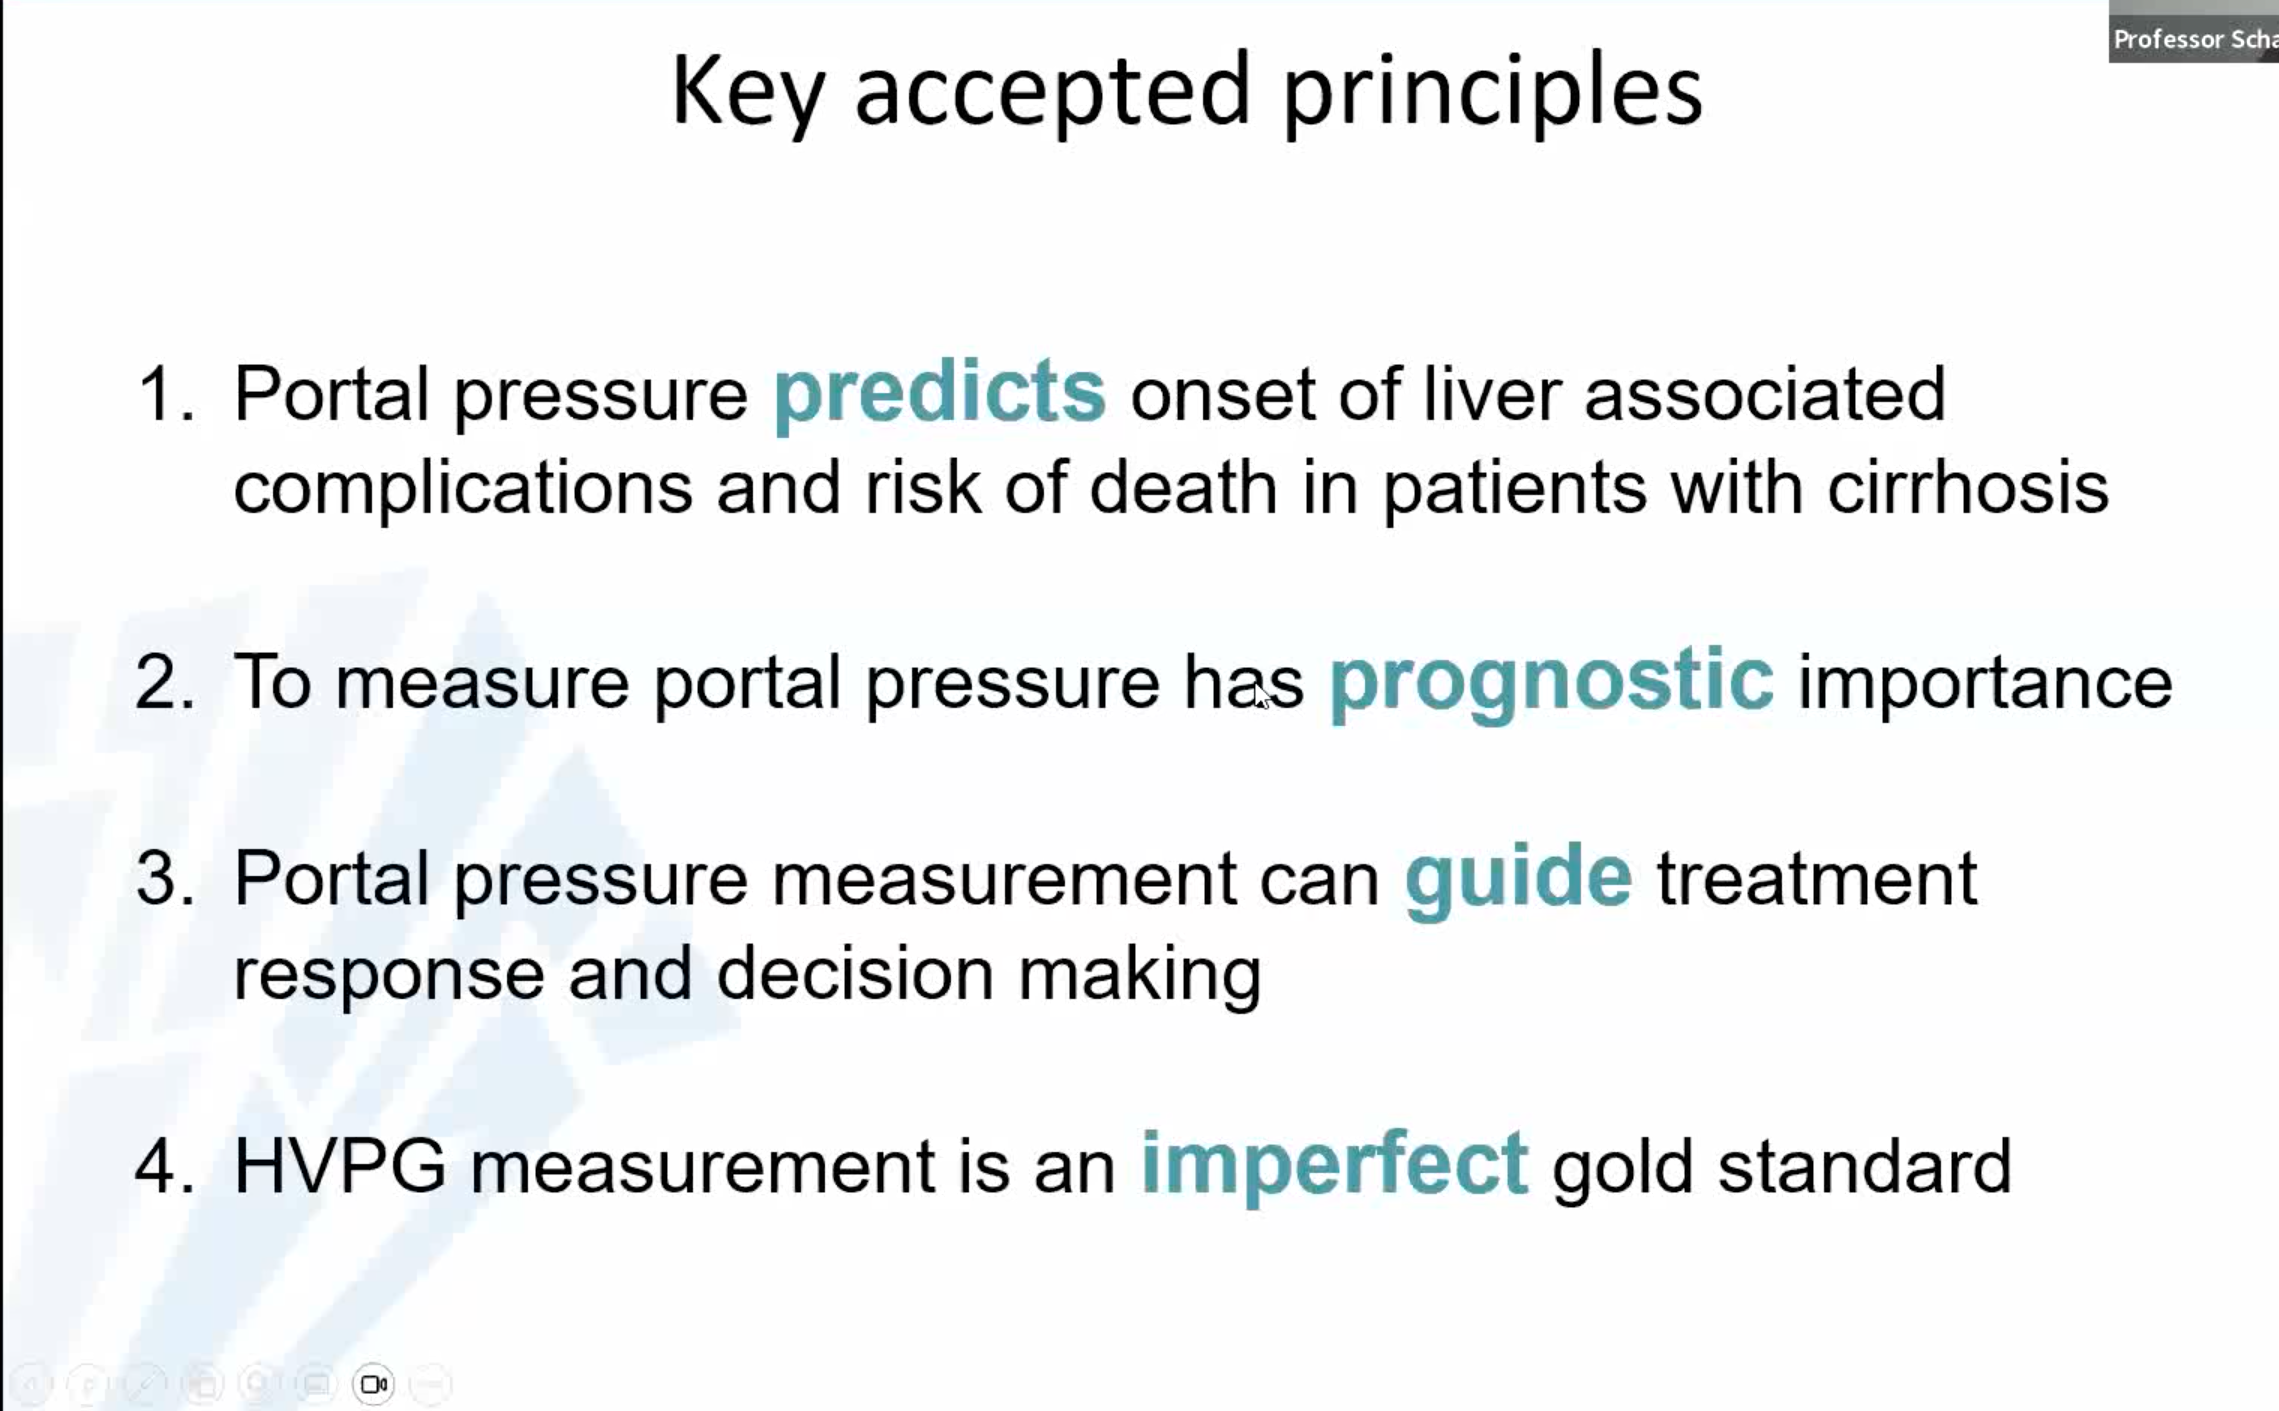 Professor Scha
Key accepted principles
1. Portal pressure predicts onset of liver associated
complications and risk of death in patients with cirrhosis
2. To measure portal pressure has prognostic importance
3. Portal pressure measurement can guide treatment
response and decision making
4. HVPG measurement is an imperfect gold standard